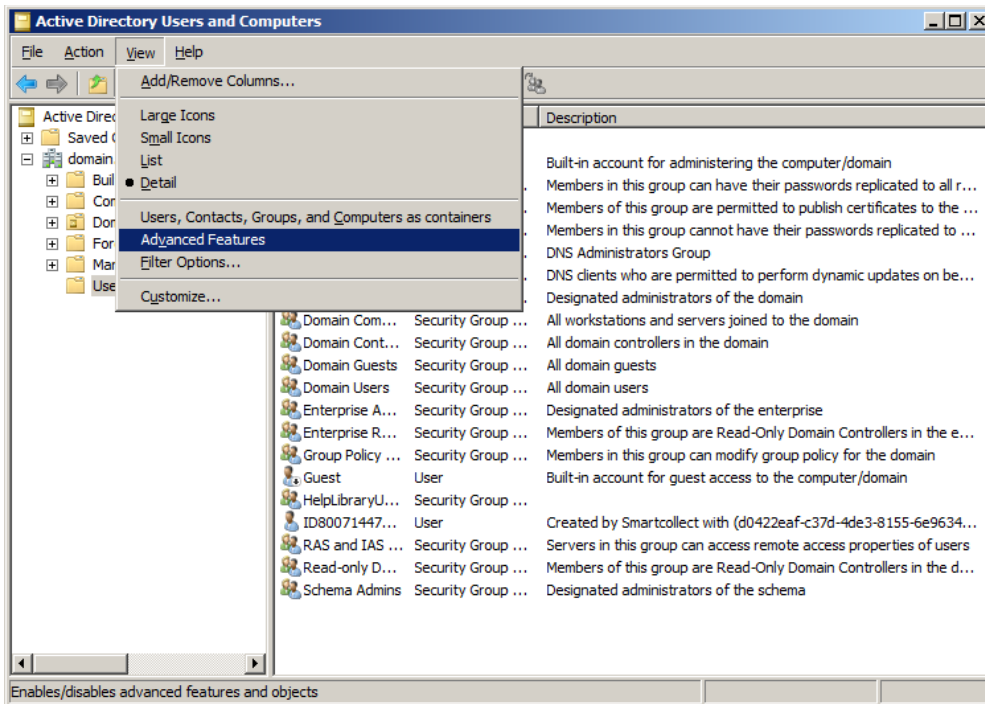 Active Directory Users and Computers
File Action View Help
Add/Remove Columns...
Large Icons
Small Icons
List
Detail
Users, Contacts, Groups, and Computers as containers
Advanced Features
Filter Options...
Customize...
Active Direc
Saved
domain
Buil
Co
Do
For
Ma
Use
Description
Built-in account for administering the computer/domain
Members in this group can have their passwords replicated to all r...
Members of this group are permitted to publish certificates to the ...
Members in this group cannot have their passwords replicated to ...
DNS Administrators Group
DNS clients who are permitted to perform dynamic updates on be...
Designated administrators of the domain
Domain Com... Security Group ... All workstations and servers joined to the domain
Domain Cont... Security Group ... All domain controllers in the domain
Domain Guests Security Group ... All domain guests
Domain Users Security Group ... All domain users
Enterprise A... Security Group ... Designated administrators of the enterprise
Enterprise R... Security Group ... Members of this group are Read-Only Domain Controllers in the e...
Group Policy ... Security Group ... Members in this group can modify group policy for the domain
Guest User Built-in account for guest access to the computer/domain
HelpLibraryU... Security Group ...
ID80071447... User Created by Smartcollect with (d0422eaf-c37d-4de3-8155-6e9634...
RAS and IAS ... Security Group ... Servers in this group can access remote access properties of users
Read-only D... Security Group ... Members of this group are Read-Only Domain Controllers in the d...
Schema Admins Security Group ... Designated administrators of the schema
Enables/disables advanced features and objects